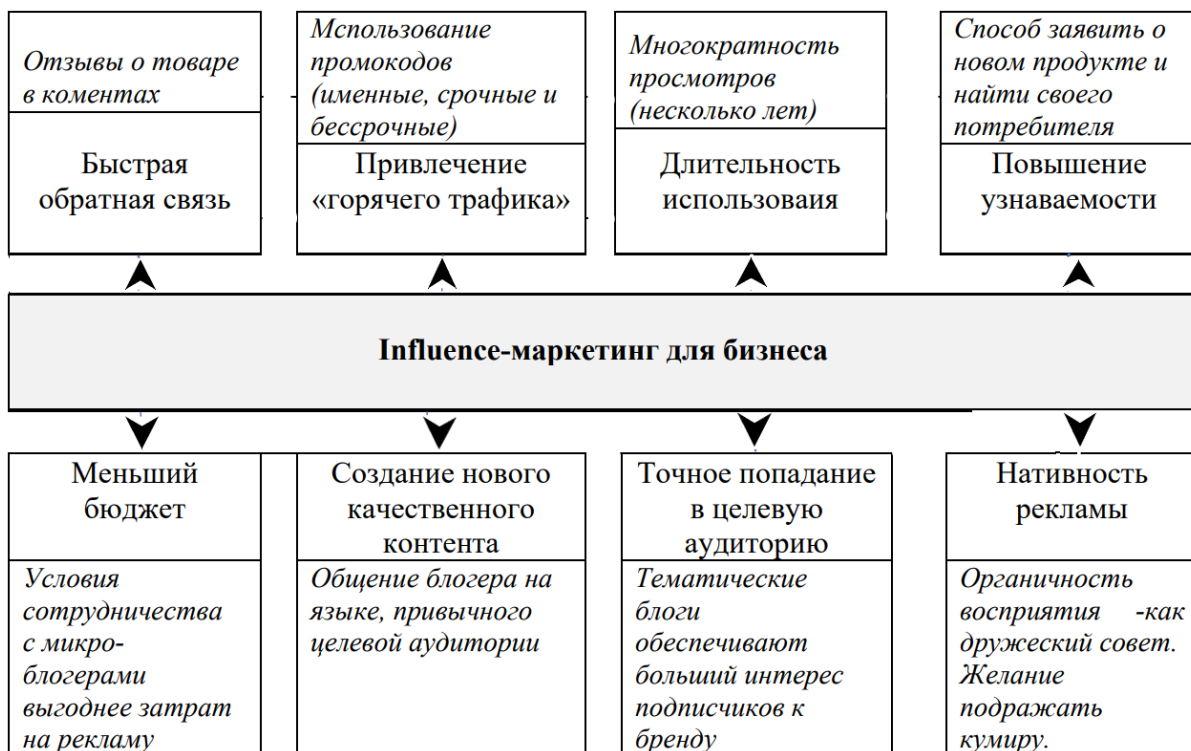 Отзывы о товаре
в коментах
Быстрая
обратная связь
Мспользование
промокодов
(именные, срочные и
бессрочные)
Привлечение
«горячего трафика»
Многократность
просмотров
(несколько лет)
Длительность
использоваия
Способ заявить о
новом продукте и
найти своего
потребителя
Повышение
узнаваемости
Influence-маркетинг для бизнеса
Меньший
бюджет
Условия
сотрудничества
с микро-
блогерами
выгоднее затрат
на рекламу
Создание нового
качественного
контента
Общение блогера на
языке, привычного
целевой аудитории
Точное попадание
в целевую
аудиторию
Тематические
блоги
обеспечивают
больший интерес
подписчиков к
бренду
Нативность
рекламы
Органичность
восприятия -как
дружеский совет.
Желание
подражать
кумиру.